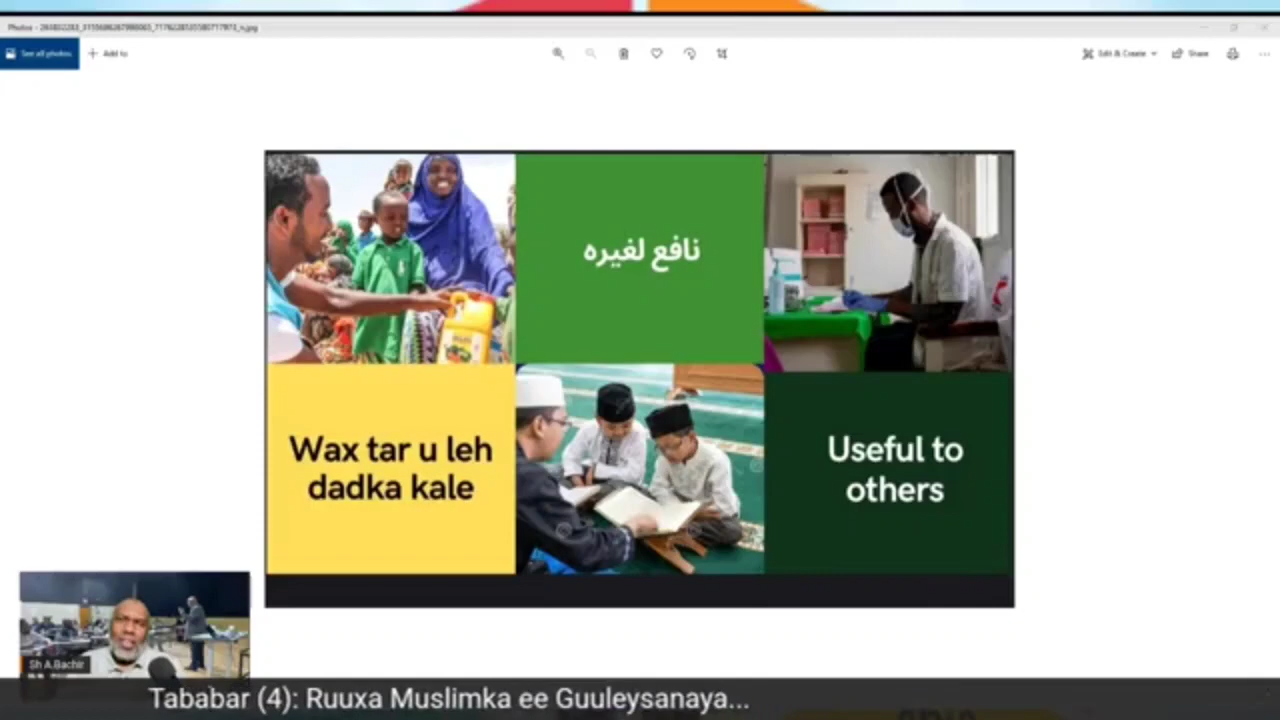 See all photos
Add to
Edit & Create
Share
نافع لغيره
Wax tar u leh
dadka kale
Useful to
others
Sh A.Bachir
Tababar (4): Ruuxa Muslimka ee Guuleysanaya...